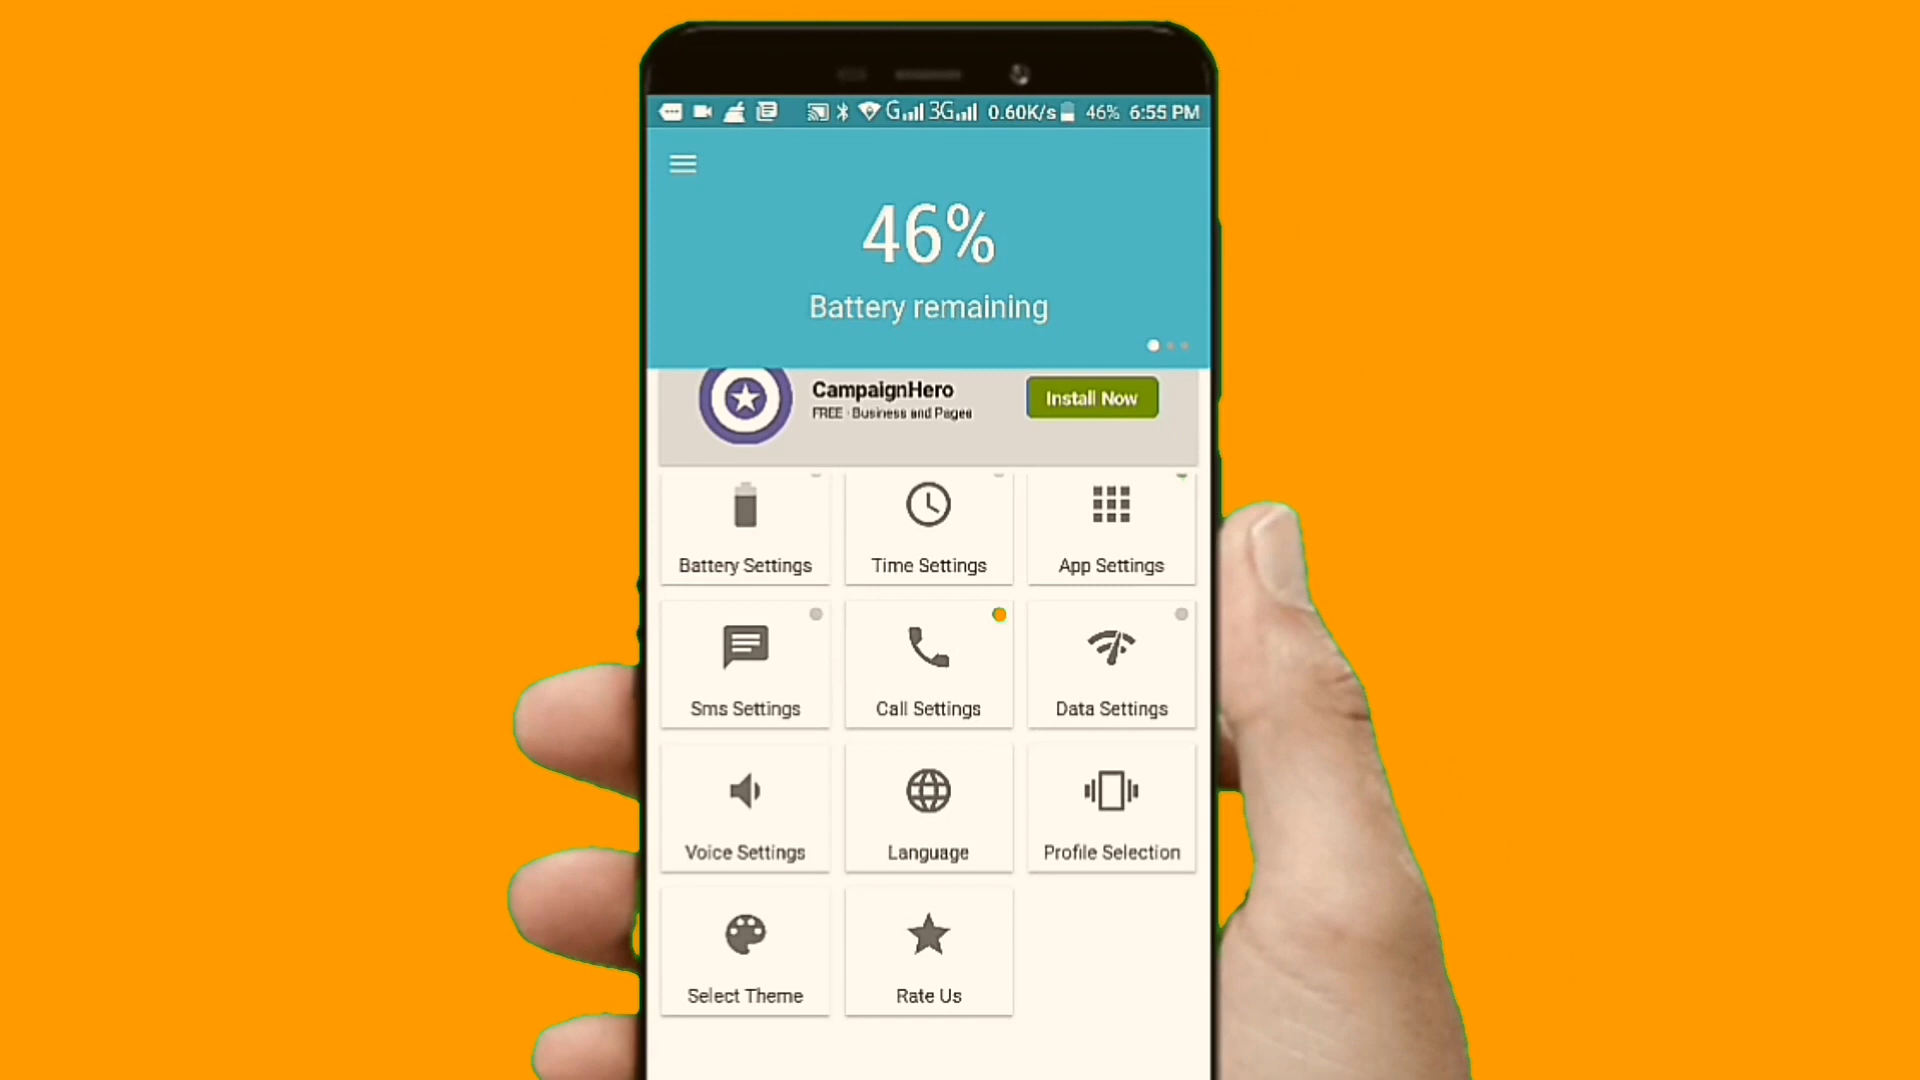 G 3G 0.60K/s 46% 6:55 PM
46%
Battery remaining
CampaignHero
Install Now
FREE · Business and Pages
Battery Settings Time Settings App Settings
Sms Settings Call Settings Data Settings
Voice Settings Language Profile Selection
Select Theme Rate Us